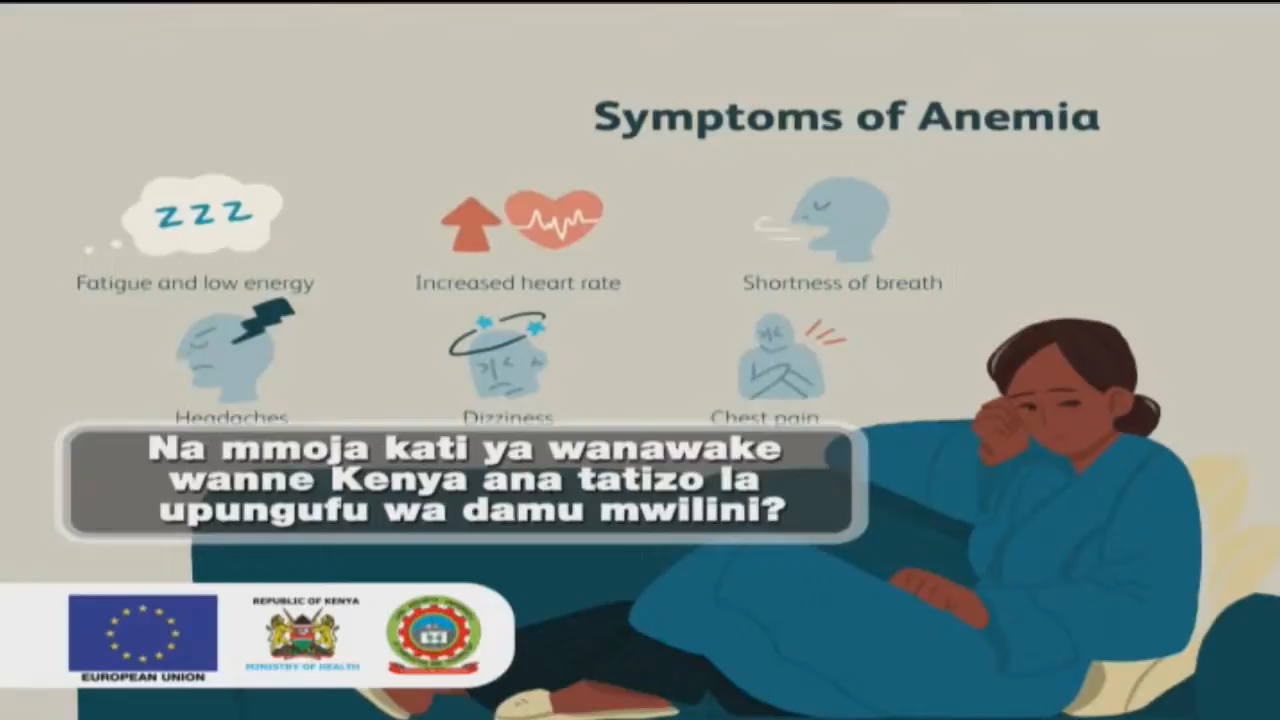 Symptoms of Anemia
Fatigue and low energy
Increased heart rate
Shortness of breath
Headaches
Dizziness
Chest pain
Na mmoja kati ya wanawake
wanne Kenya ana tatizo la
upungufu wa damu mwilini?
EUROPEAN UNION
REPUBLIC OF KENYA
MINISTRY OF HEALTH